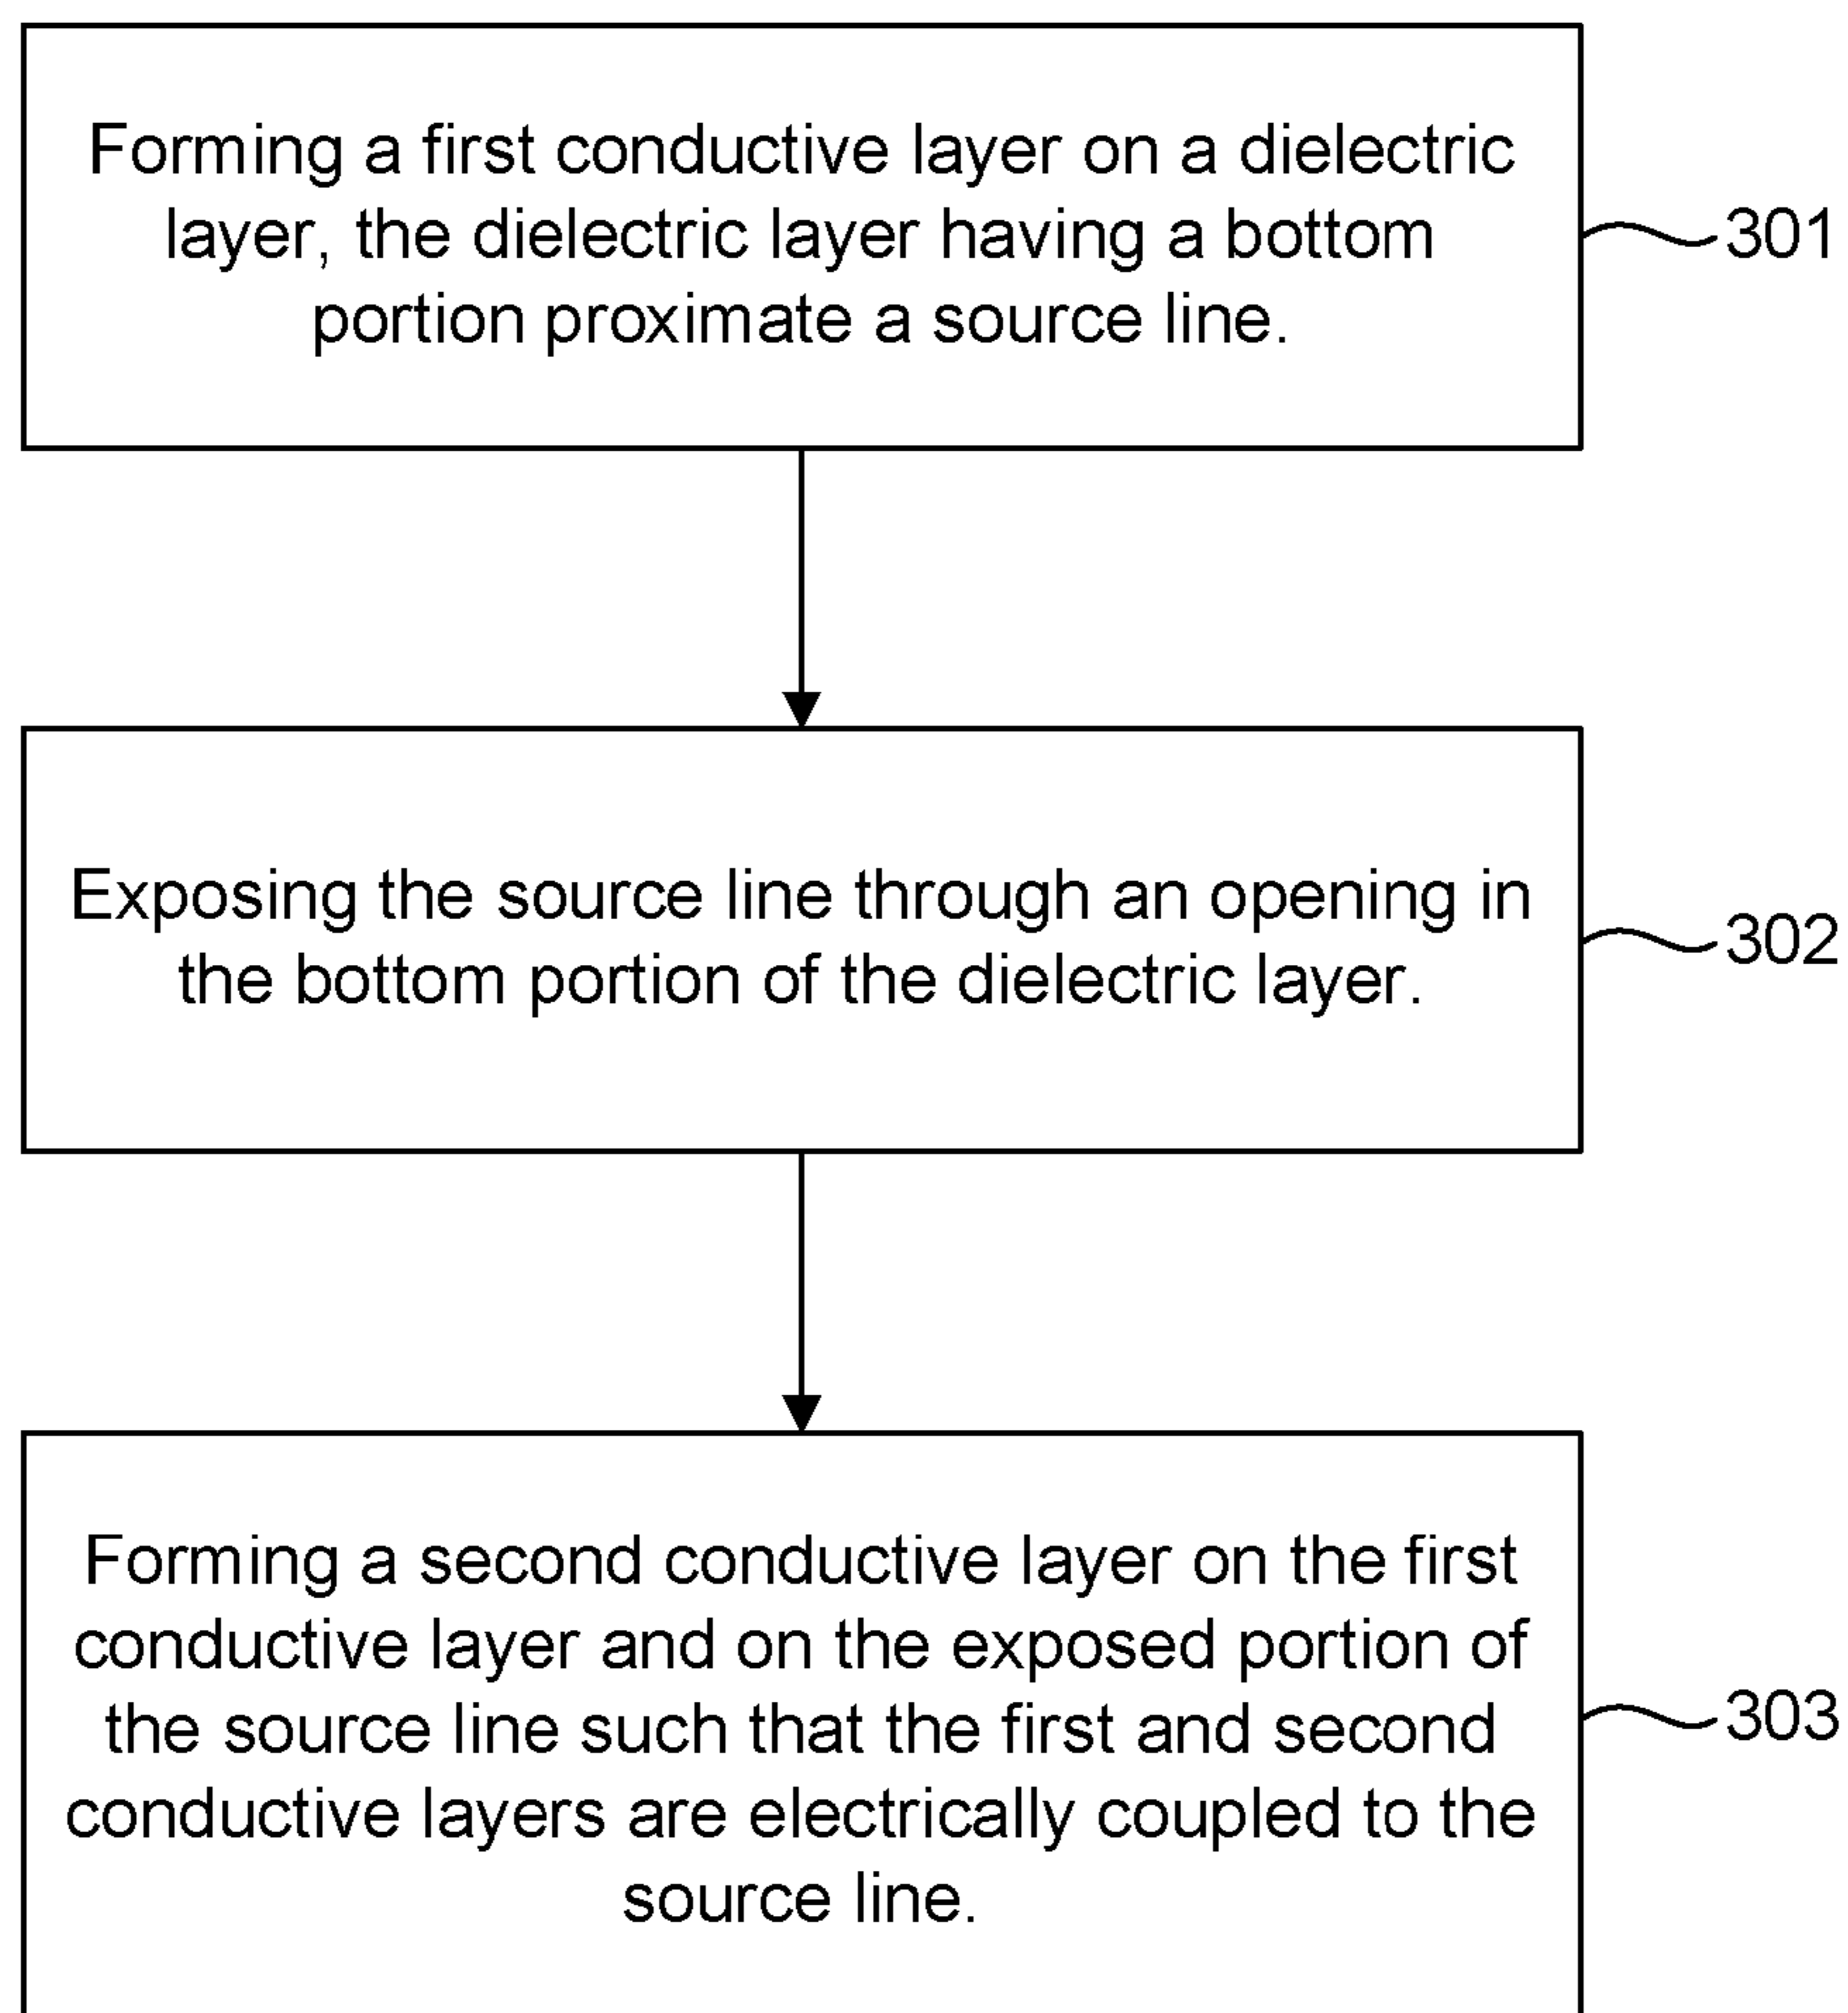 Forming a first conductive layer on a dielectric
layer, the dielectric layer having a bottom
portion proximate a source line.
301
Exposing the source line through an opening in
the bottom portion of the dielectric layer.
302
Forming a second conductive layer on the first
conductive layer and on the exposed portion of
the source line such that the first and second
conductive layers are electrically coupled to the
source line.
303